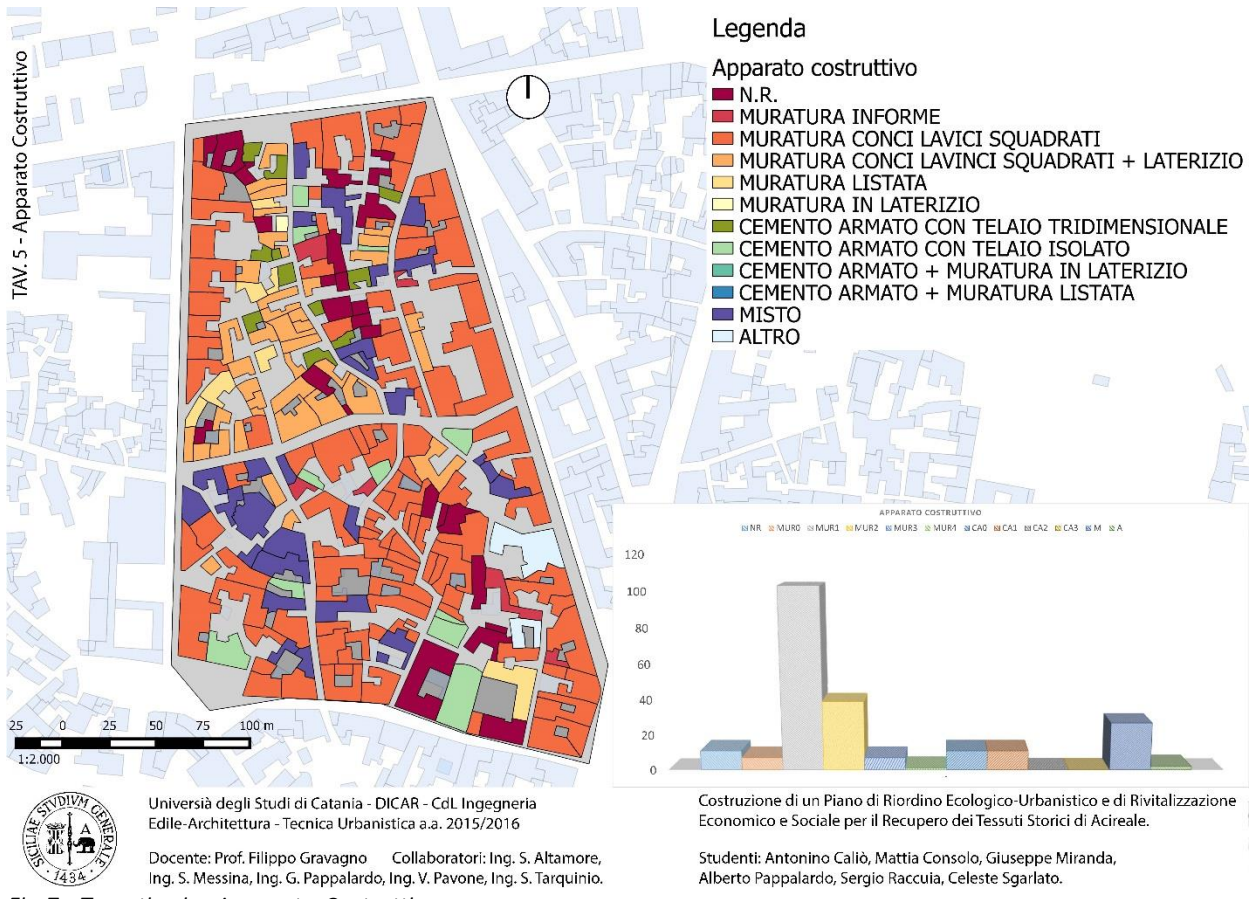 TAV. 5 - Apparato Costruttivo
Legenda
Apparato costruttivo
N.R.
MURATURA INFORME
MURATURA CONCI LAVICI SQUADRATI
MURATURA CONCI LAVINCI SQUADRATI + LATERIZIO
MURATURA LISTATA
MURATURA IN LATERIZIO
CEMENTO ARMATO CON TELAIO TRIDIMENSIONALE
CEMENTO ARMATO CON TELAIO ISOLATO
CEMENTO ARMATO + MURATURA IN LATERIZIO
CEMENTO ARMATO + MURATURA LISTATA
MISTO
ALTRO
APPARATO COSTRUTTIVO
NR MUR0 MUR1 MUR2 MUR3 MUR4 CA0 CA1 CA2 CA3 M A
120
100
80
60
40
20
0
25 0 25 50 75 100 m
1:2.000
SICILIAE STVDIVM GENERALE
A
1434
Universià degli Studi di Catania - DICAR - CdL Ingegneria
Edile-Architettura - Tecnica Urbanistica a.a. 2015/2016
Docente: Prof. Filippo Gravagno Collaboratori: Ing. S. Altamore,
Ing. S. Messina, Ing. G. Pappalardo, Ing. V. Pavone, Ing. S. Tarquinio.
Costruzione di un Piano di Riordino Ecologico-Urbanistico e di Rivitalizzazione
Economico e Sociale per il Recupero dei Tessuti Storici di Acireale.
Studenti: Antonino Caliò, Mattia Consolo, Giuseppe Miranda,
Alberto Pappalardo, Sergio Raccuia, Celeste Sgarlato.